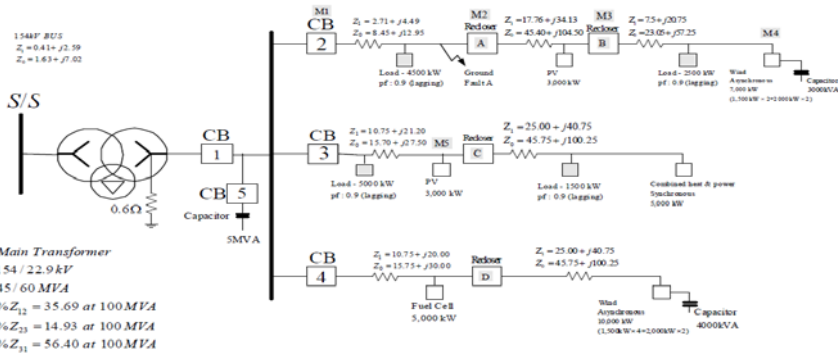 154kV BUS
Z₁ = 0.41 + j2.59
Z₀ = 1.63 + j7.02
S/S
CB
1
CB 5
Capacitor
5MVA
0.6Ω
Main Transformer
54 / 22.9kV
45/60 MVA
%Z₁₂ = 35.69 at 100MVA
%Z₂₃ = 14.93 at 100MVA
%Z₃₁ = 56.40 at 100MVA
M1
CB
2
Z₁ = 2.71 + j4.49
Z₀ = 8.45 + j12.95
Load - 4500 kW
pf : 0.9 (lagging)
Ground
Fault A
M2
Recloser
A
Z₁ = 17.76 + j34.13
Z₀ = 45.40 + j104.50
PV
3,000 kW
M3
Recloser
B
Z₁ = 7.5 + j20.75
Z₀ = 23.05 + j57.25
Load - 2500 kW
pf : 0.9 (lagging)
M4
Wind
Asynchronous
7,000 kW
Capacitor
3000kVA
CB
3
Z₁ = 10.75 + j21.20
Z₀ = 15.70 + j27.50
Load - 5000 kW
pf : 0.9 (lagging)
M5
PV
3,000 kW
Recloser
C
Z₁ = 25.00 + j40.75
Z₀ = 45.75 + j100.25
Load - 1500 kW
pf : 0.9 (lagging)
Combined heat & power
Synchronous
5,000 kW
CB
4
Z₁ = 10.75 + j20.00
Z₀ = 15.75 + j30.00
Fuel Cell
5,000 kW
Recloser
D
Z₁ = 25.00 + j40.75
Z₀ = 45.75 + j100.25
Wind
Asynchronous
10,000 kW
(1,500kW×4+2,000kW×2)
Capacitor
4000kVA